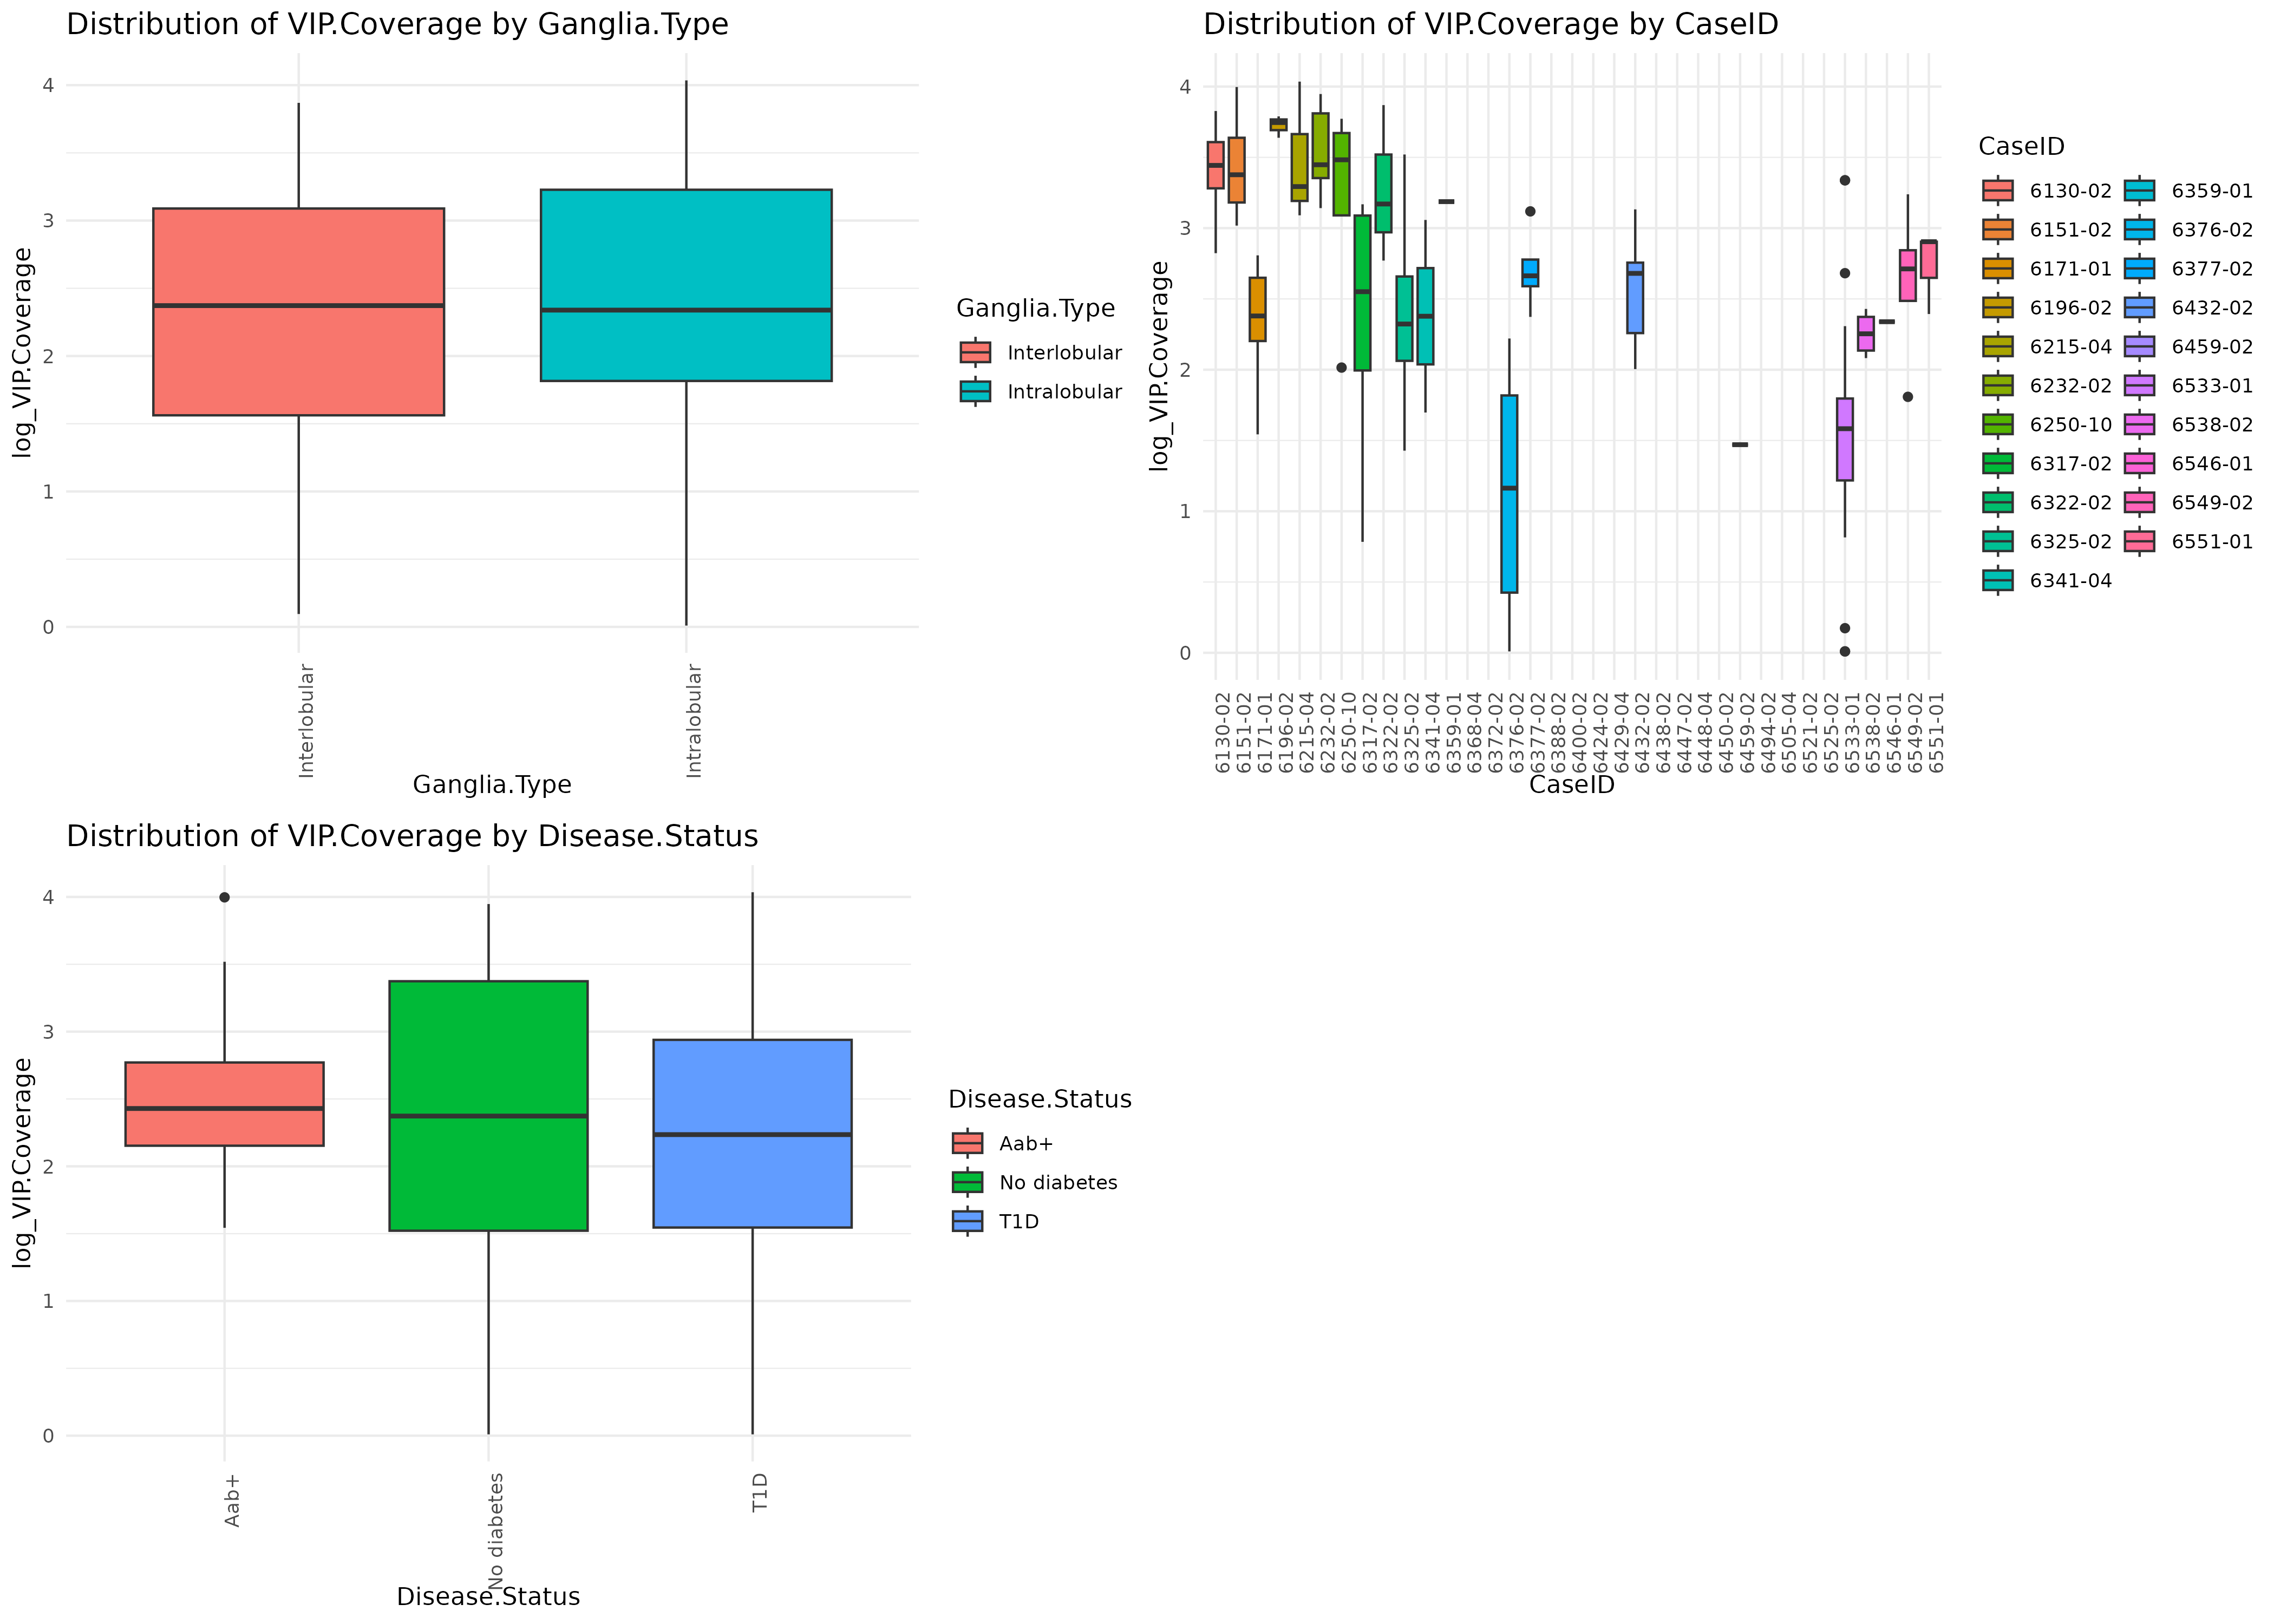 Distribution of VIP.Coverage by Ganglia.Type
log_VIP.Coverage
4
3
2
1
0
Interlobular
Intralobular
Ganglia.Type
Ganglia.Type
Interlobular
Intralobular
Distribution of VIP.Coverage by CaseID
log_VIP.Coverage
4
3
2
1
0
6130-02
6151-02
6171-01
6196-02
6215-04
6232-02
6250-10
6317-02
6322-02
6325-02
6341-04
6359-01
6368-04
6372-02
6376-02
6377-02
6388-02
6400-02
6424-02
6429-04
6432-02
6438-02
6447-02
6448-04
6450-02
6459-02
6494-02
6505-04
6521-02
6525-02
6533-01
6538-02
6546-01
6549-02
6551-01
CaseID
CaseID
6130-02 6359-01
6151-02 6376-02
6171-01 6377-02
6196-02 6432-02
6215-04 6459-02
6232-02 6533-01
6250-10 6538-02
6317-02 6546-01
6322-02 6549-02
6325-02 6551-01
6341-04
Distribution of VIP.Coverage by Disease.Status
log_VIP.Coverage
4
3
2
1
0
Aab+
No diabetes
T1D
Disease.Status
Disease.Status
Aab+
No diabetes
T1D